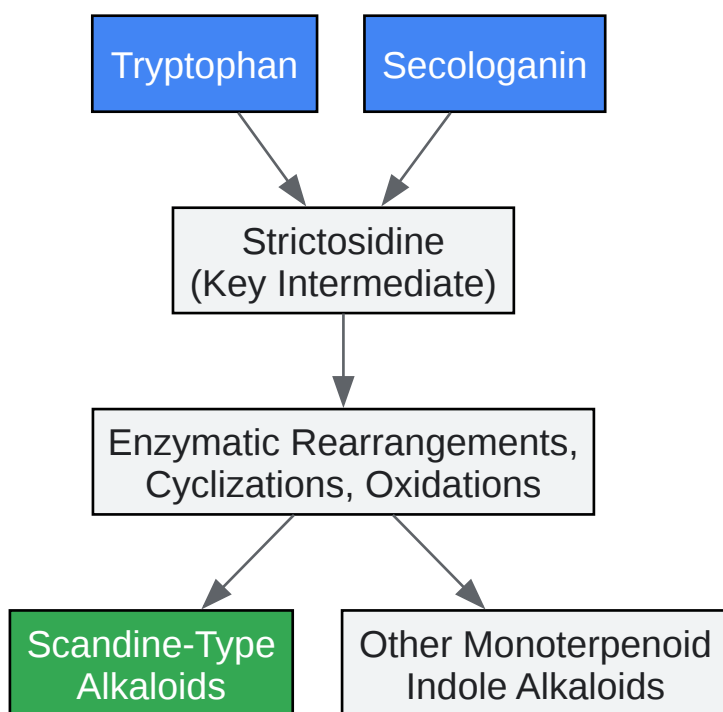 Tryptophan
Secologanin
Strictosidine
(Key Intermediate)
Enzymatic Rearrangements,
Cyclizations, Oxidations
Scandine-Type
Alkaloids
Other Monoterpenoid
Indole Alkaloids